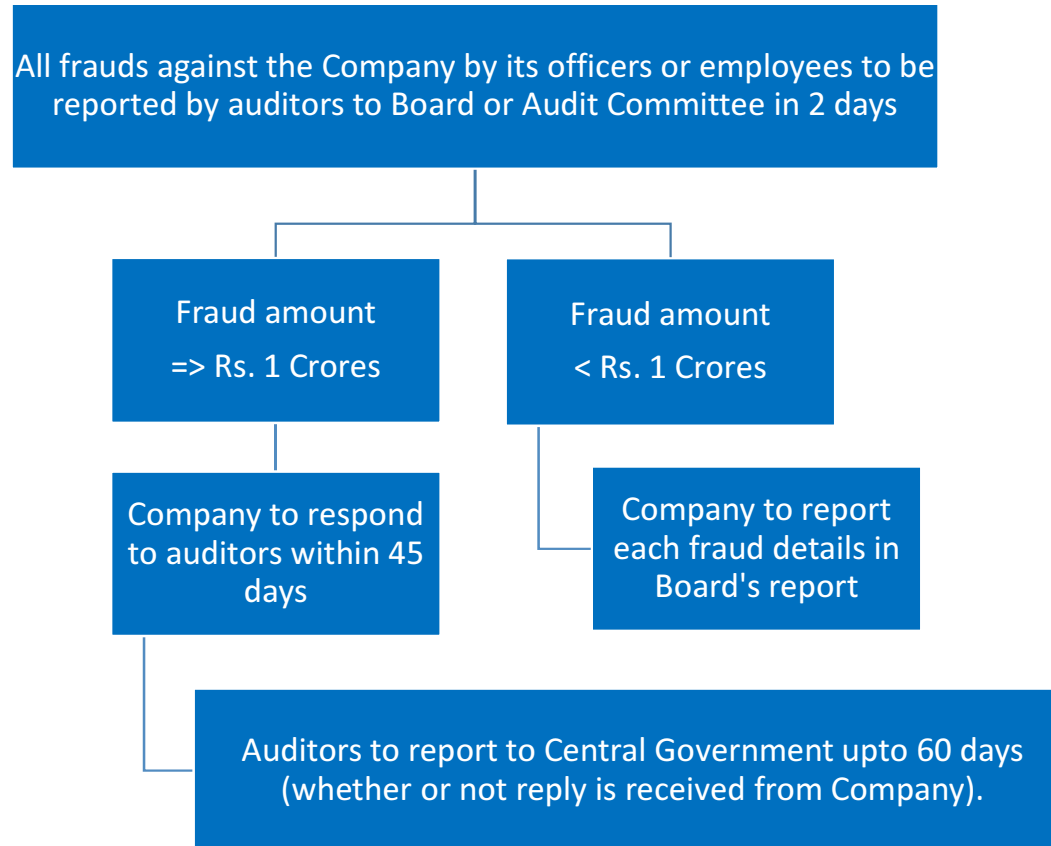 All frauds against the Company by its officers or employees to be
reported by auditors to Board or Audit Committee in 2 days
Fraud amount
=> Rs. 1 Crores
Fraud amount
< Rs. 1 Crores
Company to respond
to auditors within 45
days
Company to report
each fraud details in
Board's report
Auditors to report to Central Government upto 60 days
(whether or not reply is received from Company).